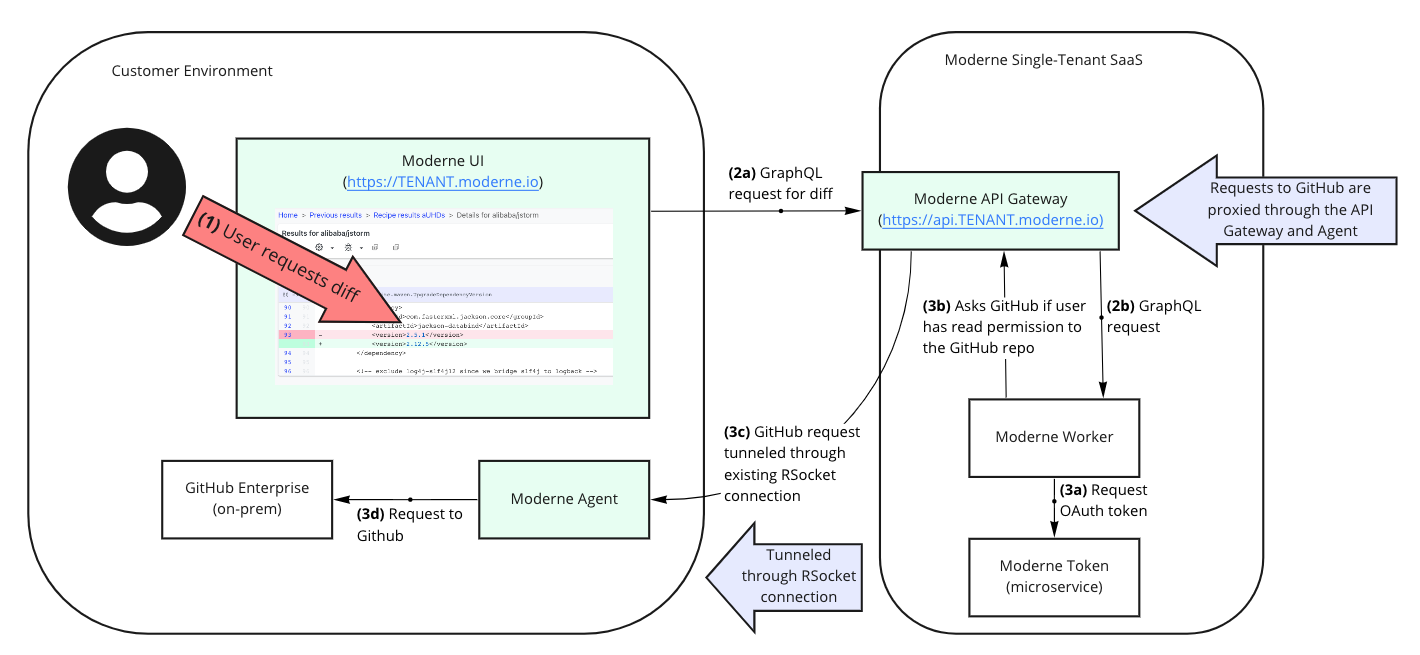 Customer Environment
Moderne UI
(https://TENANT.moderne.io)
Home > Previous results > Recipe results aUHDs > Details for alibaba/jstorm
Results for alibaba/jstorm
(1) User requests diff
.maven.UpgradeDependencyVersion
90
91 com.fasterxml.jackson.core</groupId>
92 <artifactId>jackson-databind</artifactId>
93 - <version>2.5.1</version>
+ <version>2.12.5</version>
94 </dependency>
95
96 <!-- exclude log4j-slf4j12 since we bridge slf4j to logback -->
GitHub Enterprise
(on-prem)
(3d) Request to
Github
Moderne Agent
(2a) GraphQL
request for diff
(3c) GitHub request
tunneled through
existing RSocket
connection
Tunneled
through RSocket
connection
Moderne Single-Tenant SaaS
Moderne API Gateway
(https://api.TENANT.moderne.io)
Requests to GitHub are
proxied through the API
Gateway and Agent
(3b) Asks GitHub if user
has read permission to
the GitHub repo
(2b) GraphQL
request
Moderne Worker
(3a) Request
OAuth token
Moderne Token
(microservice)